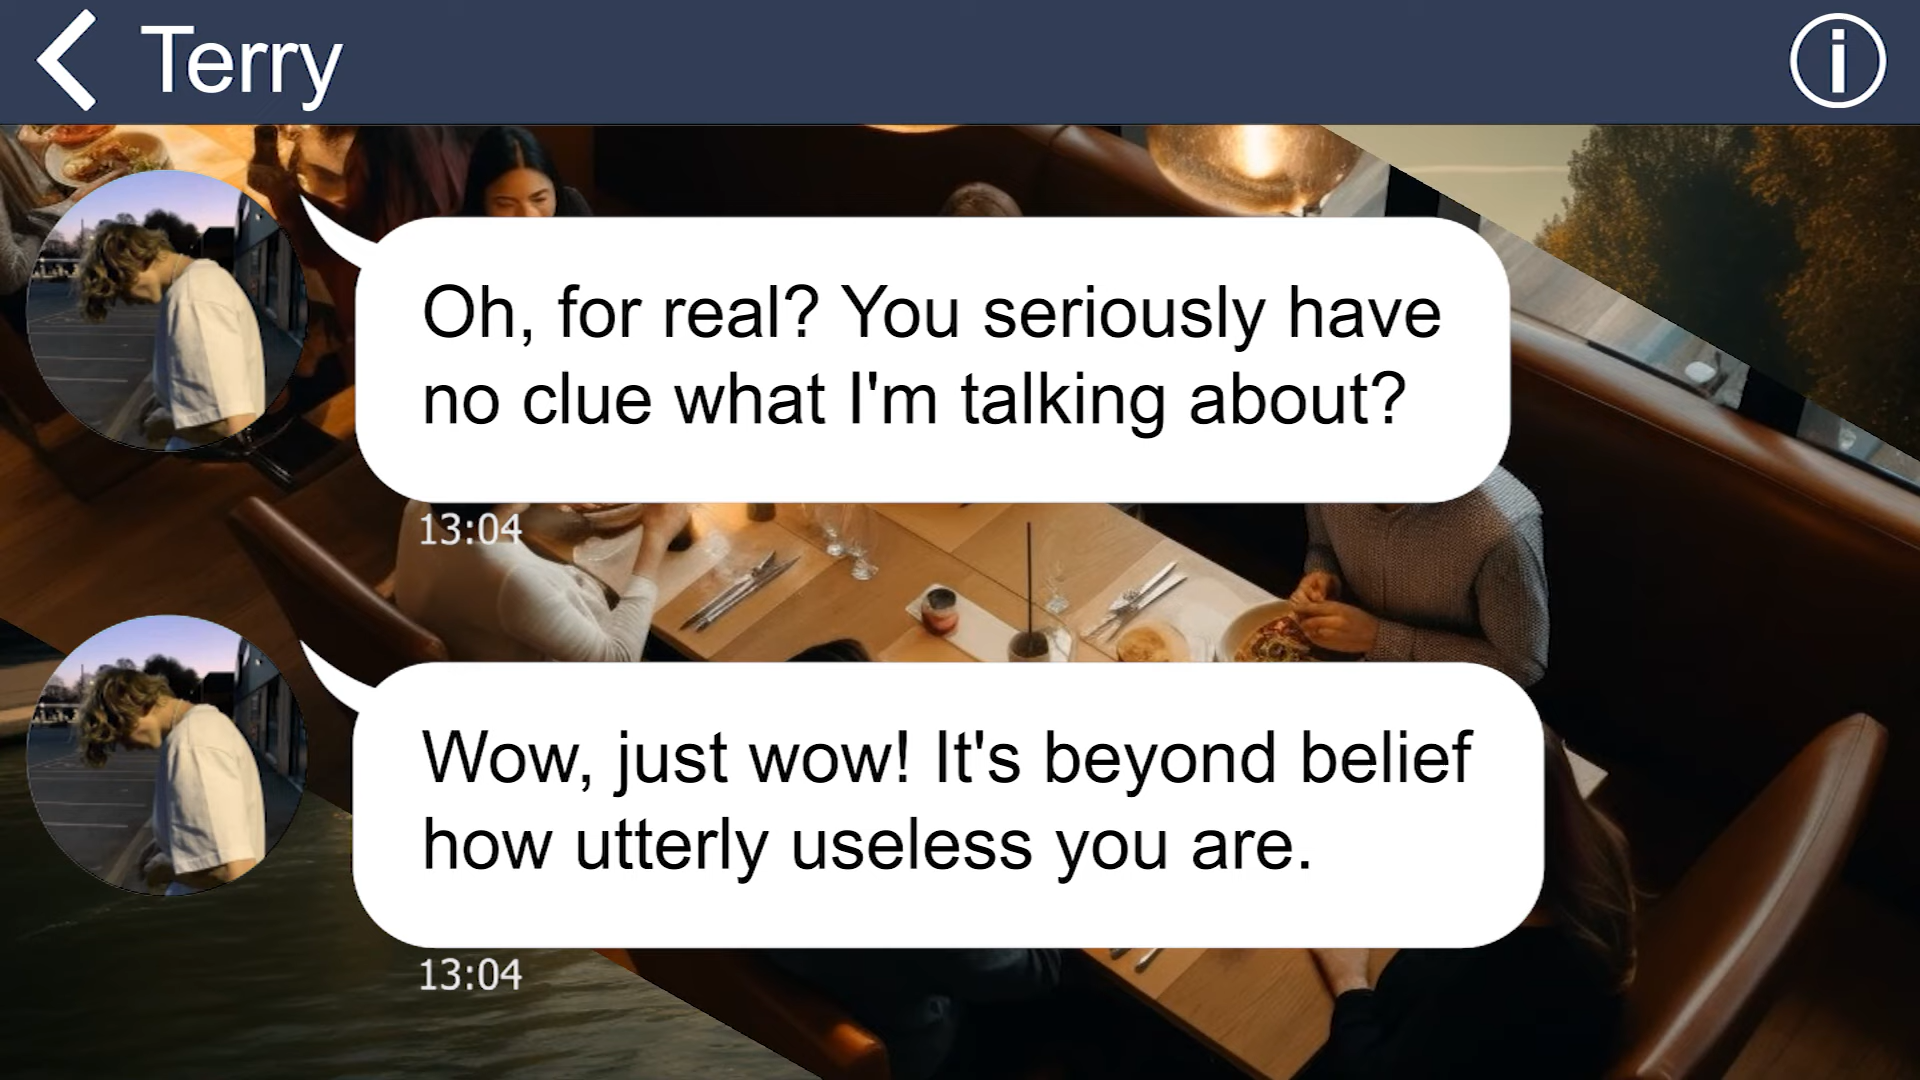 Terry
Oh, for real? You seriously have
no clue what I'm talking about?
13:04
Wow, just wow! It's beyond belief
how utterly useless you are.
13:04